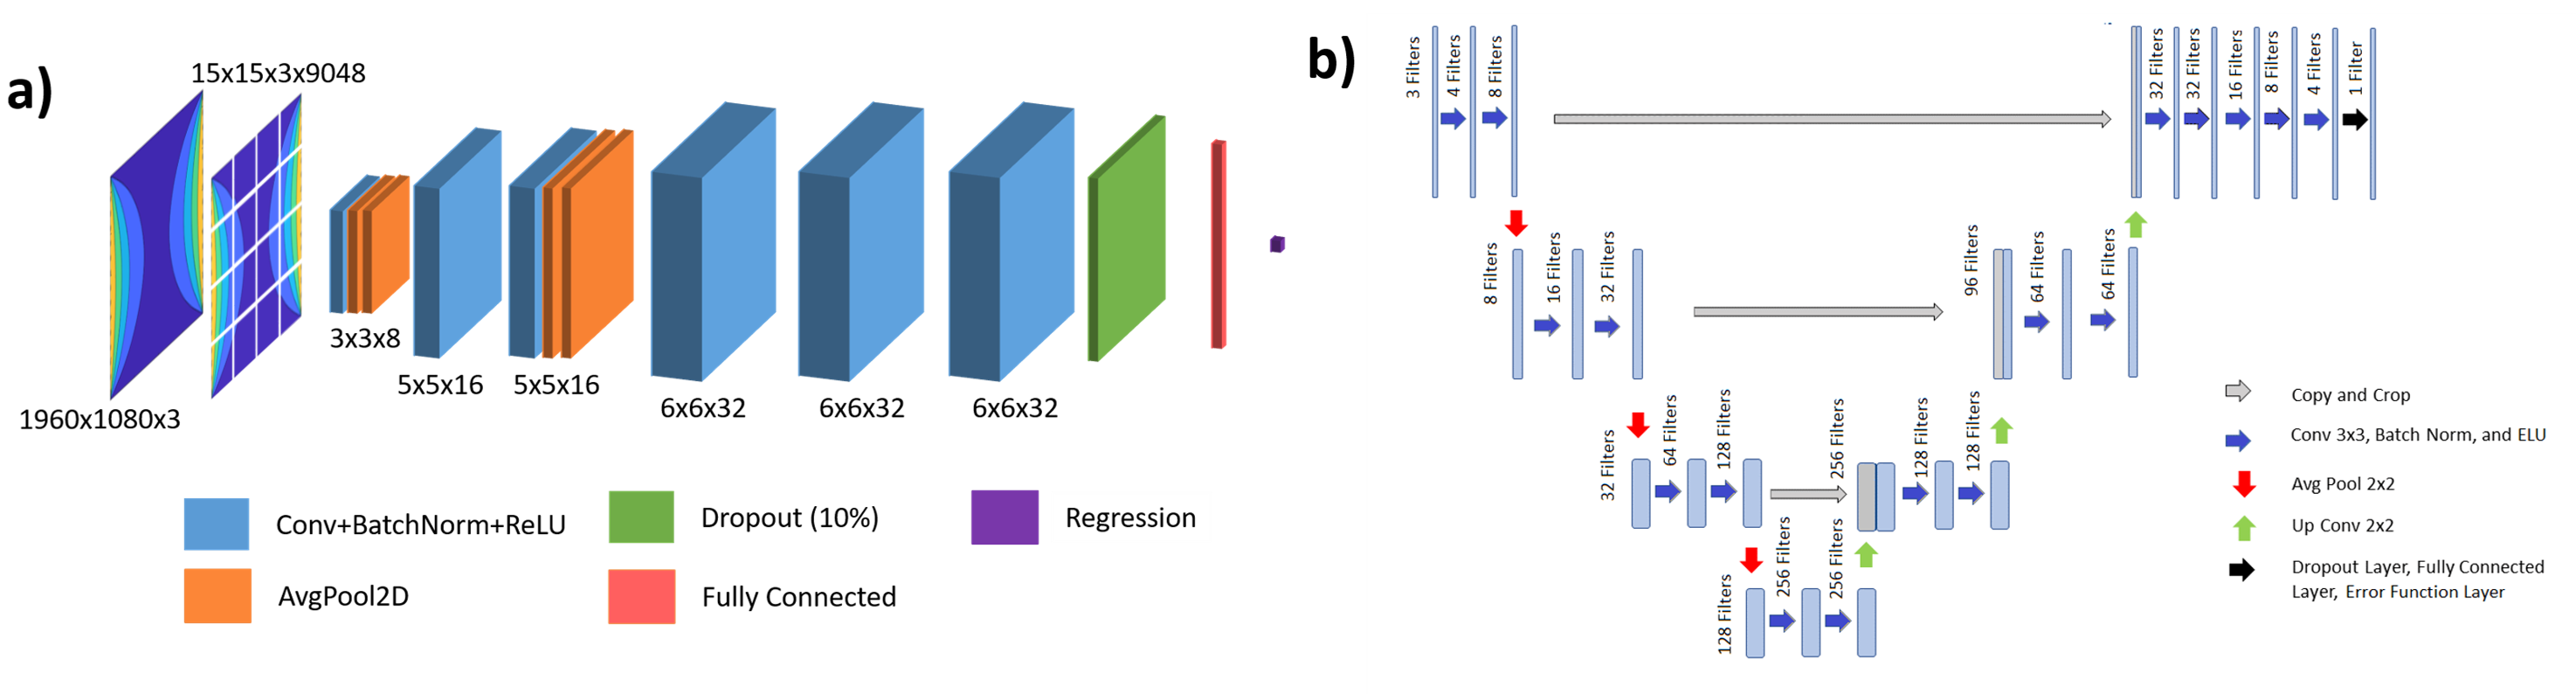 a)
15x15x3x9048
1960x1080x3
3x3x8
5x5x16
5x5x16
6x6x32
6x6x32
6x6x32
Conv+BatchNorm+ReLU
Dropout (10%)
Regression
AvgPool2D
Fully Connected
b)
3 Filters
4 Filters
8 Filters
32 Filters
32 Filters
16 Filters
8 Filters
4 Filters
1 Filter
8 Filters
16 Filters
32 Filters
96 Filters
64 Filters
64 Filters
32 Filters
64 Filters
128 Filters
256 Filters
128 Filters
128 Filters
128 Filters
256 Filters
256 Filters
Copy and Crop
Conv 3x3, Batch Norm, and ELU
Avg Pool 2x2
Up Conv 2x2
Dropout Layer, Fully Connected
Layer, Error Function Layer